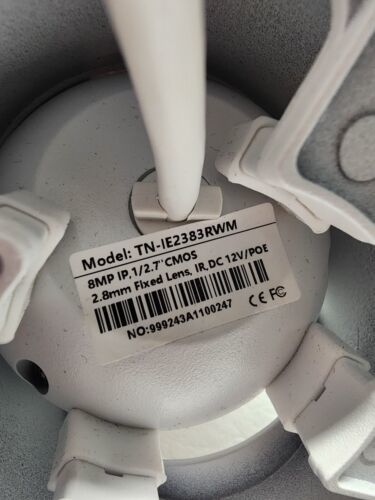 Model: TN-IE2383RWM
8MP IP,1/2.7"CMOS
2.8mm Fixed Lens, IR,DC 12V/POE
NO:999243A1100247
CE FC